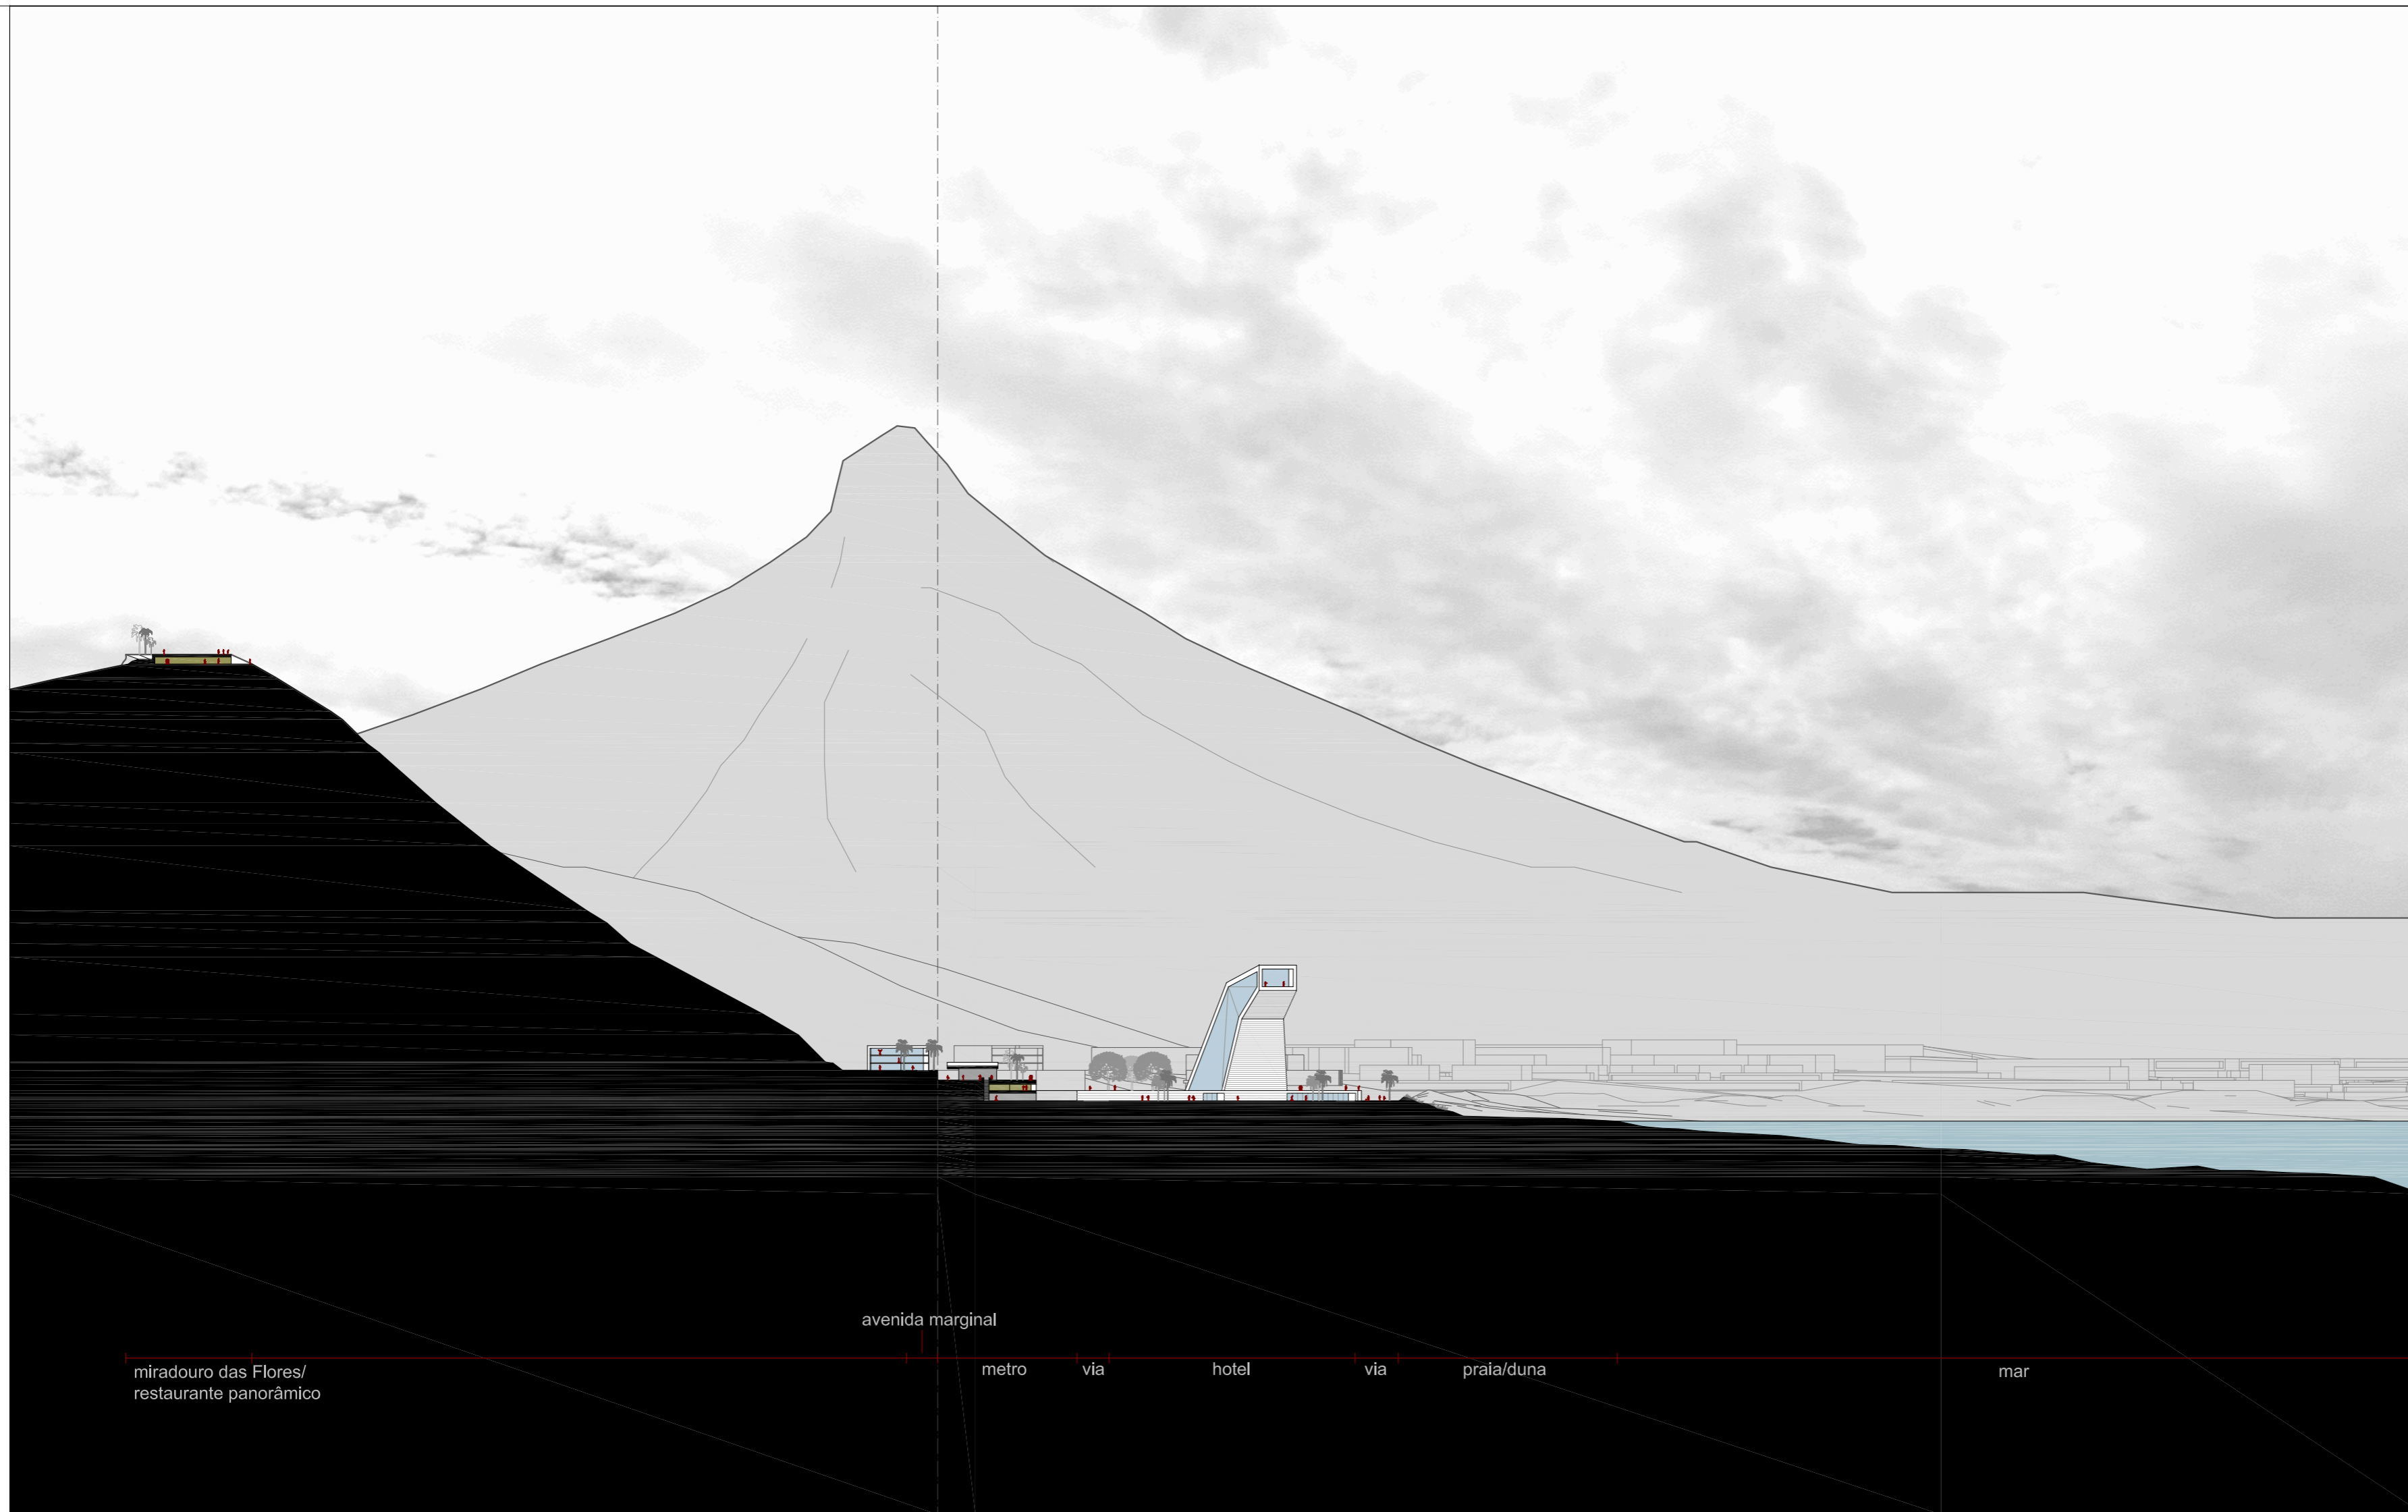 avenida marginal
miradouro das Flores/
restaurante panorâmico
metro
via
hotel
via
praia/duna
mar